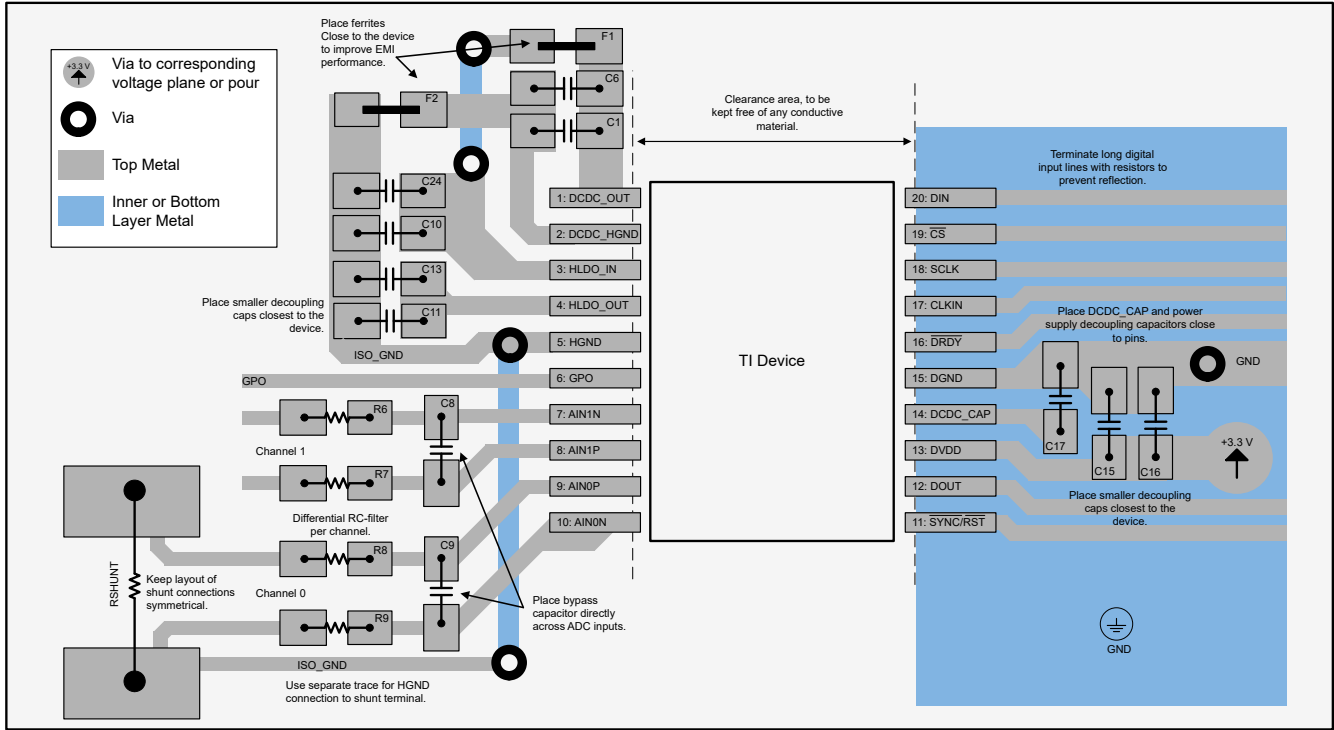 Place ferrites
Close to the device
to improve EMI
performance.
+3.3 V
Via to corresponding
voltage plane or pour
Via
Top Metal
Inner or Bottom
Layer Metal
F1
C6
C1
F2
C24
C10
C13
C11
Place smaller decoupling
caps closest to the
device.
ISO_GND
GPO
Clearance area, to be
kept free of any conductive
material.
1: DCDC_OUT
2: DCDC_HGND
3: HLDO_IN
4: HLDO_OUT
5: HGND
6: GPO
7: AIN1N
8: AIN1P
9: AIN0P
10: AIN0N
TI Device
Terminate long digital
input lines with resistors to
prevent reflection.
20: DIN
19: C̅S̅
18: SCLK
17: CLKIN
16: D̅R̅D̅Y̅
15: DGND
14: DCDC_CAP
13: DVDD
12: DOUT
11: S̅Y̅N̅C̅/R̅S̅T̅
Place DCDC_CAP and power
supply decoupling capacitors close
to pins.
GND
C17
C15
C16
+3.3 V
Place smaller decoupling
caps closest to the
device.
GND
R6
C8
Channel 1
R7
Differential RC-filter
per channel.
R8
C9
RSHUNT
Keep layout of
shunt connections
symmetrical.
Channel 0
R9
Place bypass
capacitor directly
across ADC inputs.
ISO_GND
Use separate trace for HGND
connection to shunt terminal.